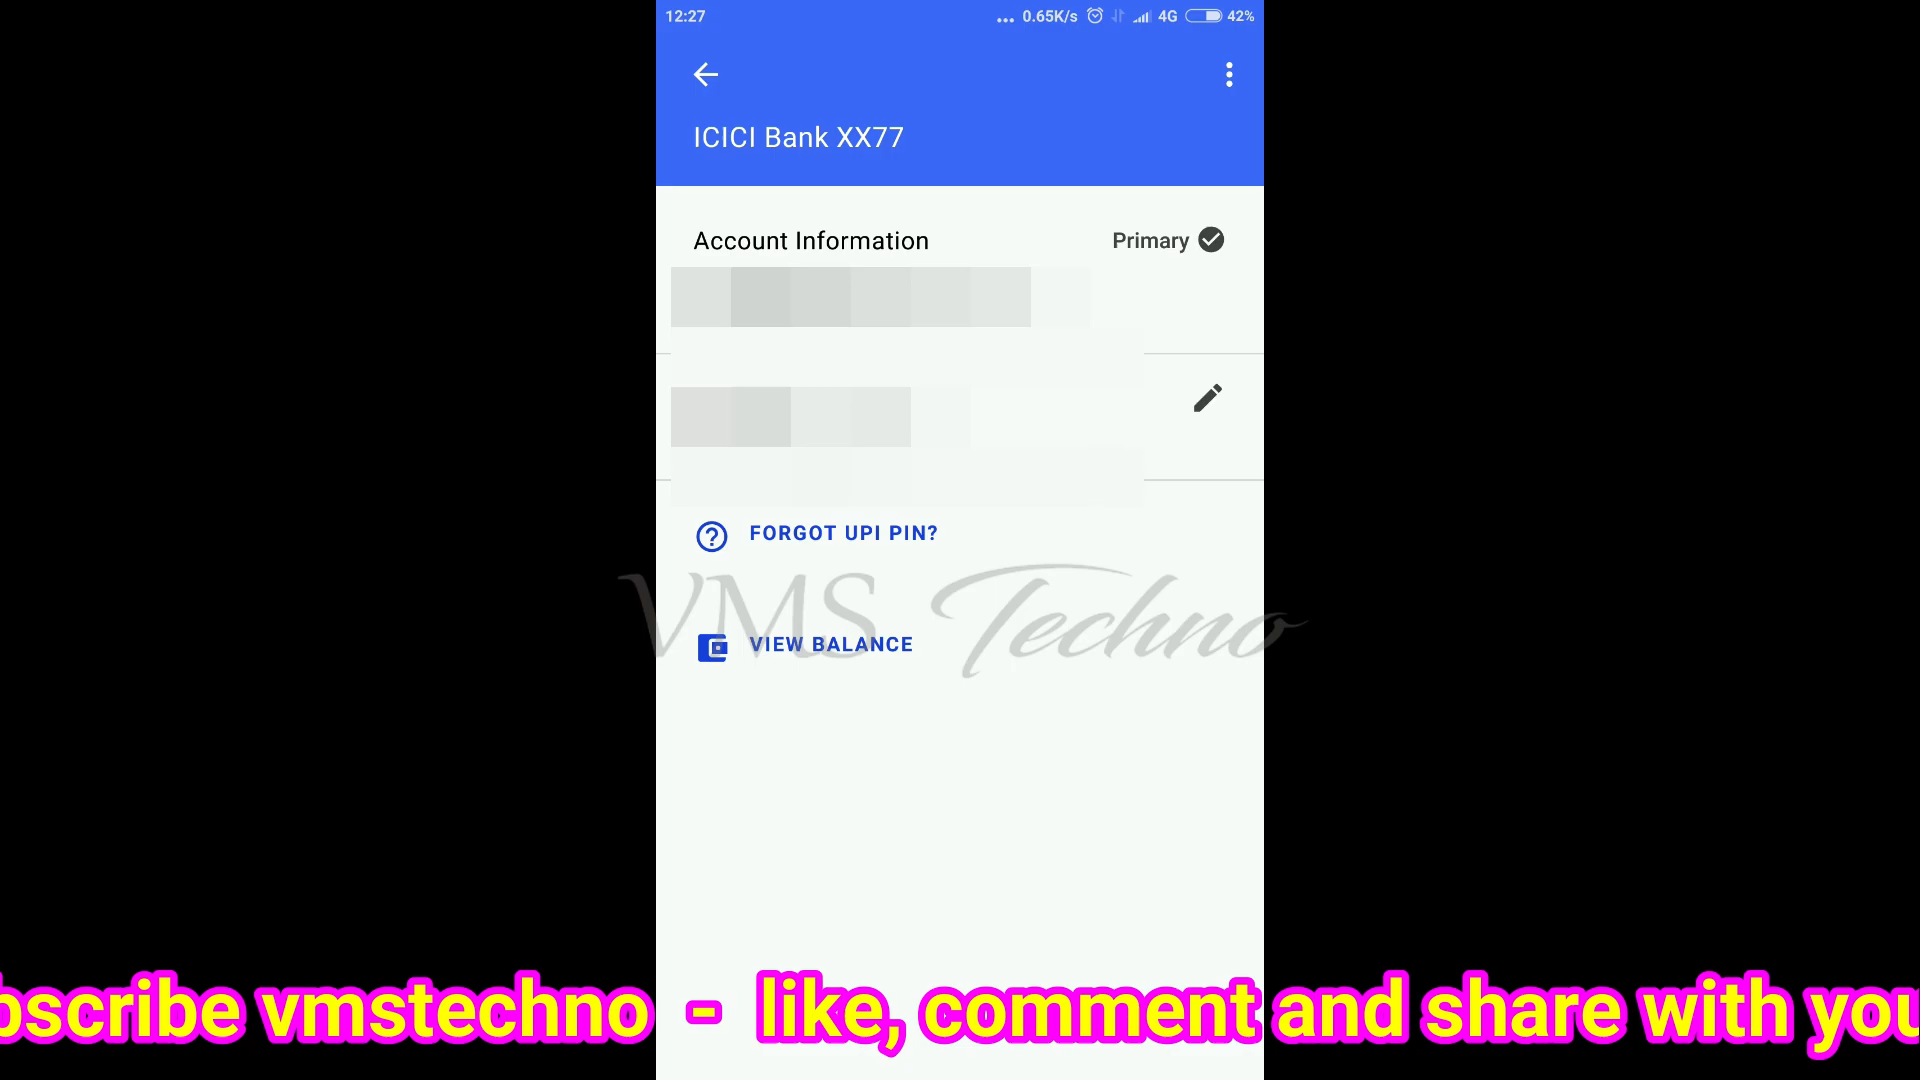 12:27
... 0.65K/s 4G 42%
ICICI Bank XX77
Account Information
Primary
FORGOT UPI PIN?
VMS Techno
VIEW BALANCE
bscribe vmstechno - like, comment and share with you